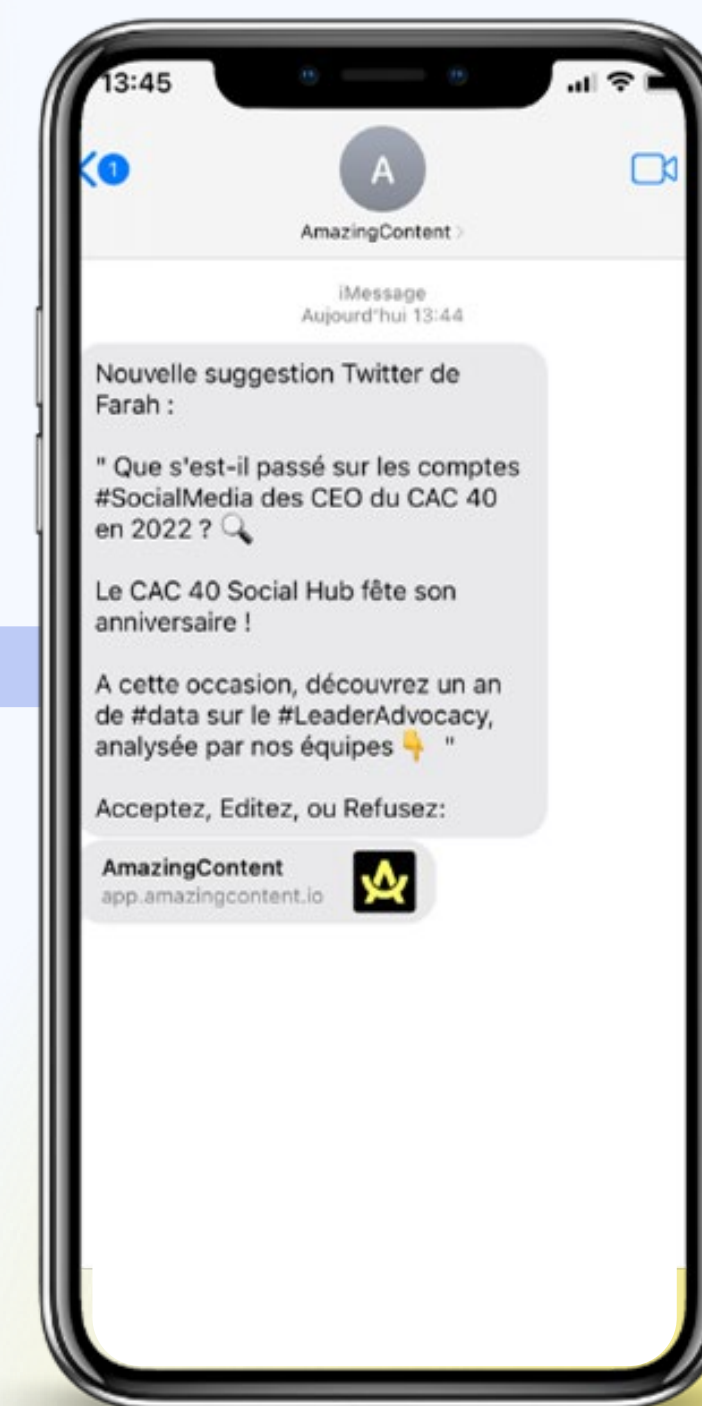 13:45
1
A
AmazingContent
iMessage
Aujourd'hui 13:44
Nouvelle suggestion Twitter de
Farah :
" Que s'est-il passé sur les comptes
#SocialMedia des CEO du CAC 40
en 2022 ? 🔍
Le CAC 40 Social Hub fête son
anniversaire !
A cette occasion, découvrez un an
de #data sur le #LeaderAdvocacy,
analysée par nos équipes 👇 "
Acceptez, Editez, ou Refusez:
AmazingContent
app.amazingcontent.io